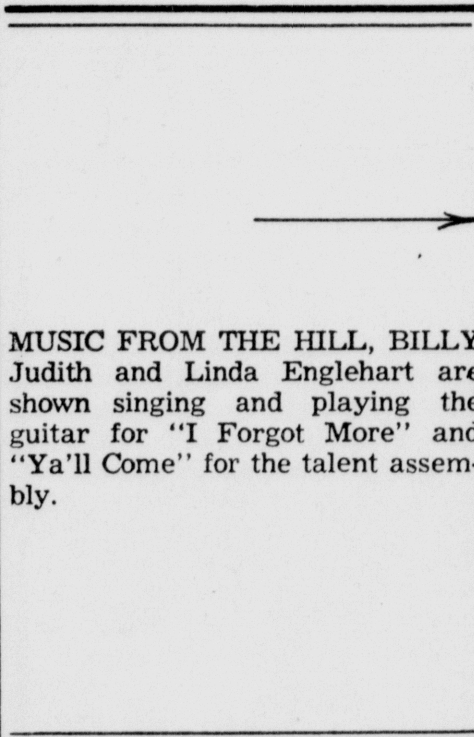 MUSIC FROM THE HILL, BILLY
Judith and Linda Englehart are
shown singing and playing the
guitar for "I Forgot More" and
"Ya'll Come" for the talent assem-
bly.